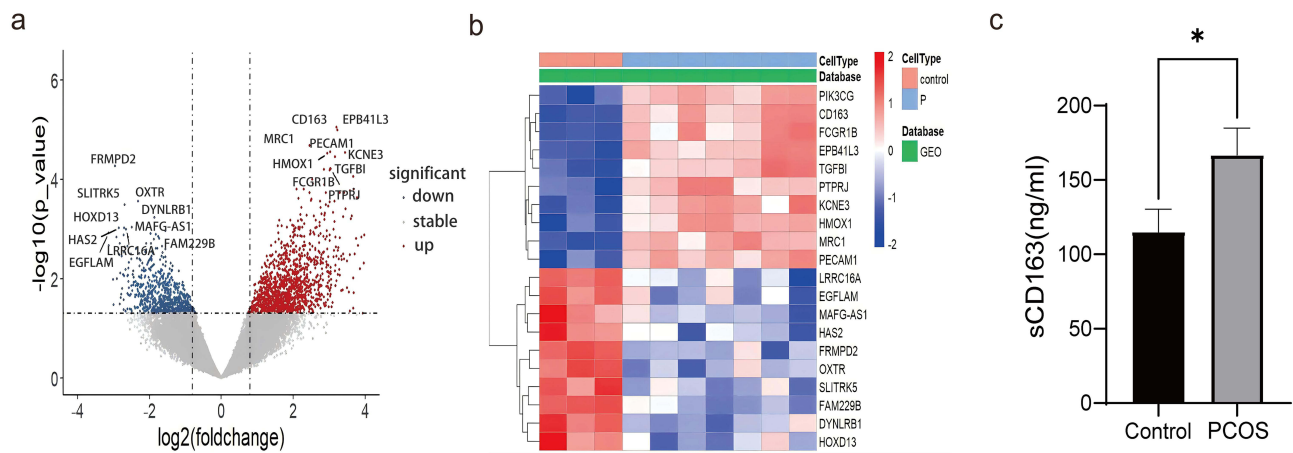 a
-log10(p_value)
6
4
2
0
-4
-2
0
2
4
log2(foldchange)
CD163
EPB41L3
MRC1
PECAM1
KCNE3
HMOX1
TGFBI
FCGR1B
PTPRJ
FRMPD2
SLITRK5
OXTR
DYNLRB1
HOXD13
MAFG-AS1
HAS2
LRRC16A
FAM229B
EGFLAM
significant
down
stable
up
b
CellType
Database
PIK3CG
CD163
FCGR1B
EPB41L3
TGFBI
PTPRJ
KCNE3
HMOX1
MRC1
PECAM1
LRRC16A
EGFLAM
MAFG-AS1
HAS2
FRMPD2
OXTR
SLITRK5
FAM229B
DYNLRB1
HOXD13
2
1
0
-1
-2
CellType
control
P
Database
GEO
c
*
sCD163(ng/ml)
200
150
100
50
0
Control
PCOS